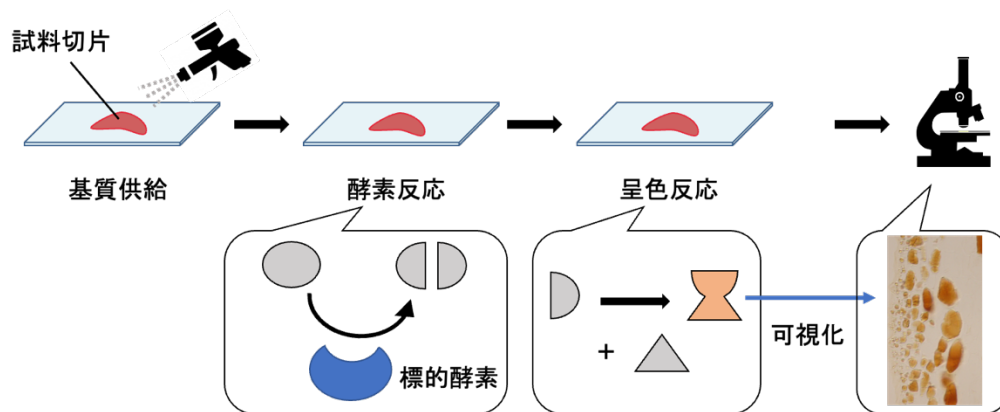 試料切片
基質供給
酵素反応
呈色反応
標的酵素
+
可視化